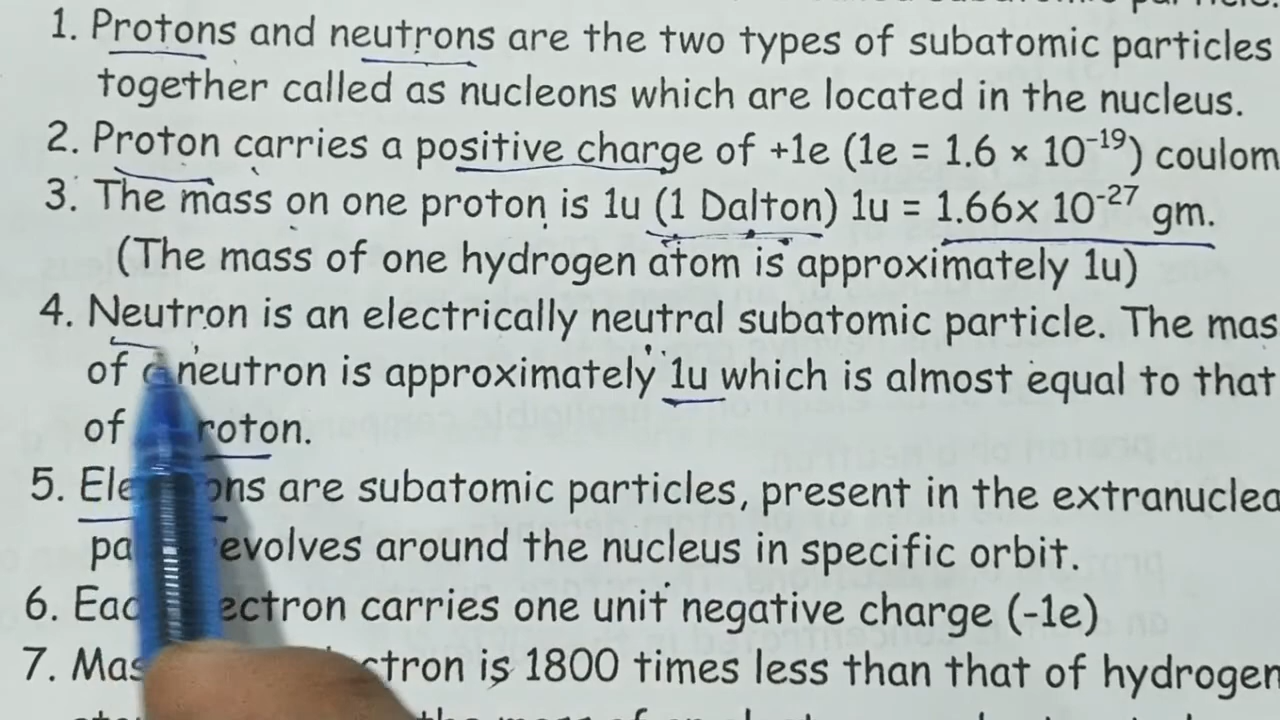 1. Protons and neutrons are the two types of subatomic particles
together called as nucleons which are located in the nucleus.
2. Proton carries a positive charge of +1e (1e = 1.6 × 10⁻¹⁹) coulom
3. The mass on one proton is 1u (1 Dalton) 1u = 1.66x 10⁻²⁷ gm.
(The mass of one hydrogen atom is approximately 1u)
4. Neutron is an electrically neutral subatomic particle. The mas
of neutron is approximately 1u which is almost equal to that
of roton.
5. Ele ons are subatomic particles, present in the extranuclea
pa revolves around the nucleus in specific orbit.
6. Eac ectron carries one unit negative charge (-1e)
7. Mas ctron is 1800 times less than that of hydrogen